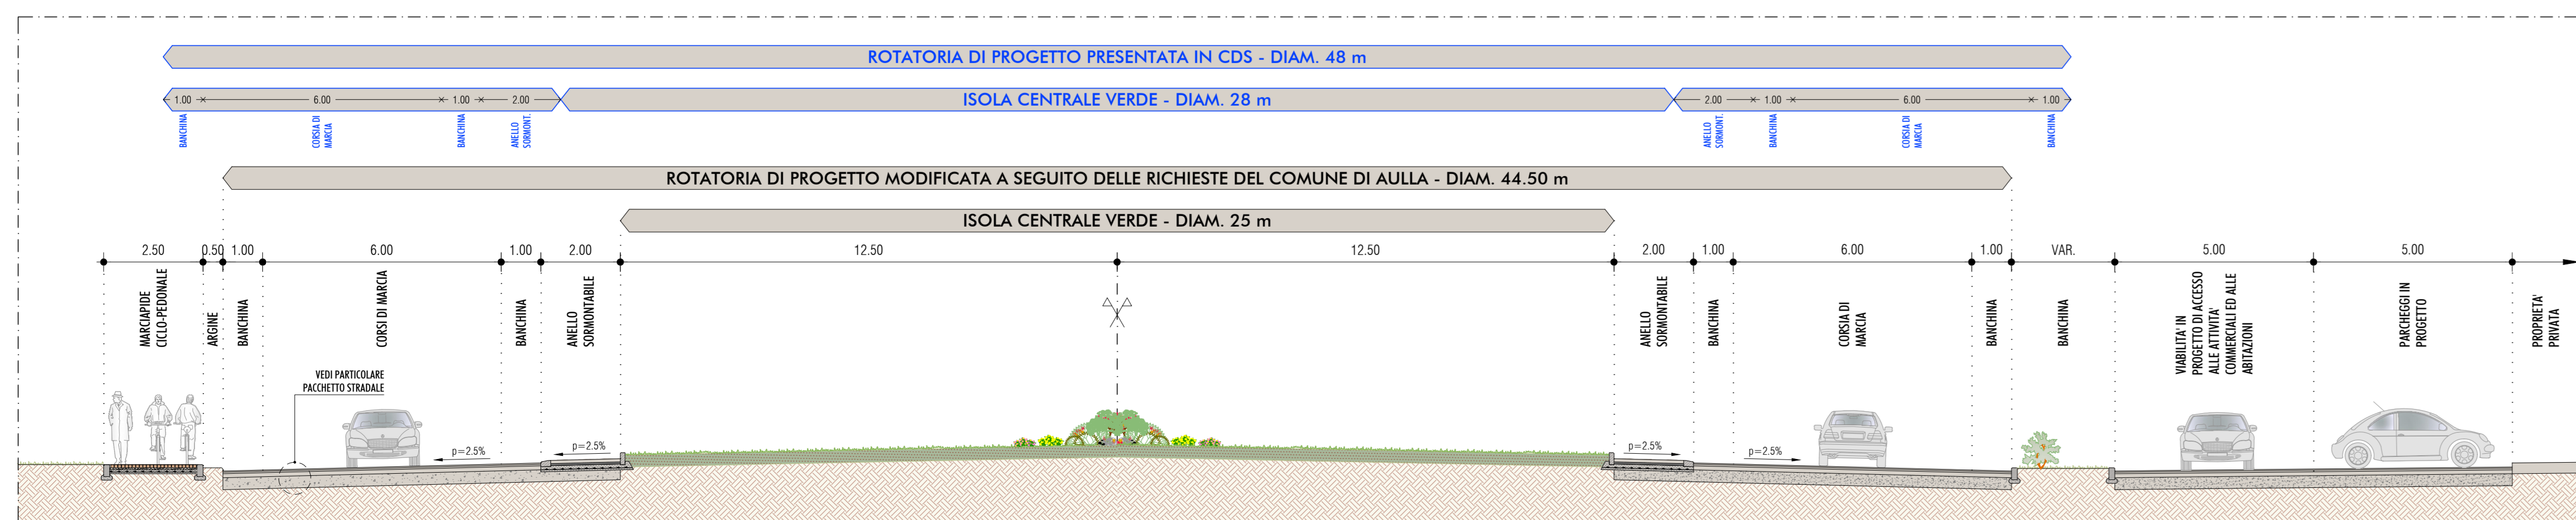 ROTATORIA DI PROGETTO PRESENTATA IN CDS - DIAM. 48 m
1.00 6.00 1.00 2.00
ISOLA CENTRALE VERDE - DIAM. 28 m
2.00 1.00 6.00 1.00
BANCHINA
CORSIA DI
MARCIA
BANCHINA
ANELLO
SORMONT.
ANELLO
SORMONT.
BANCHINA
CORSIA DI
MARCIA
BANCHINA
ROTATORIA DI PROGETTO MODIFICATA A SEGUITO DELLE RICHIESTE DEL COMUNE DI AULLA - DIAM. 44.50 m
ISOLA CENTRALE VERDE - DIAM. 25 m
2.50 0.50 1.00 6.00 1.00 2.00 12.50 12.50 2.00 1.00 6.00 1.00 VAR. 5.00 5.00
MARCIAPIDE
CICLO-PEDONALE
ARGINE
BANCHINA
CORSI DI MARCIA
BANCHINA
ANELLO
SORMONTABILE
ANELLO
SORMONTABILE
BANCHINA
CORSIA DI
MARCIA
BANCHINA
BANCHINA
VIABILITA' IN
PROGETTO DI ACCESSO
ALLE ATTIVITA'
COMMERCIALI ED ALLE
ABITAZIONI
PARCHEGGI IN
PROGETTO
PROPRIETA'
PRIVATA
VEDI PARTICOLARE
PACCHETTO STRADALE
p=2.5%
p=2.5%
p=2.5%
p=2.5%